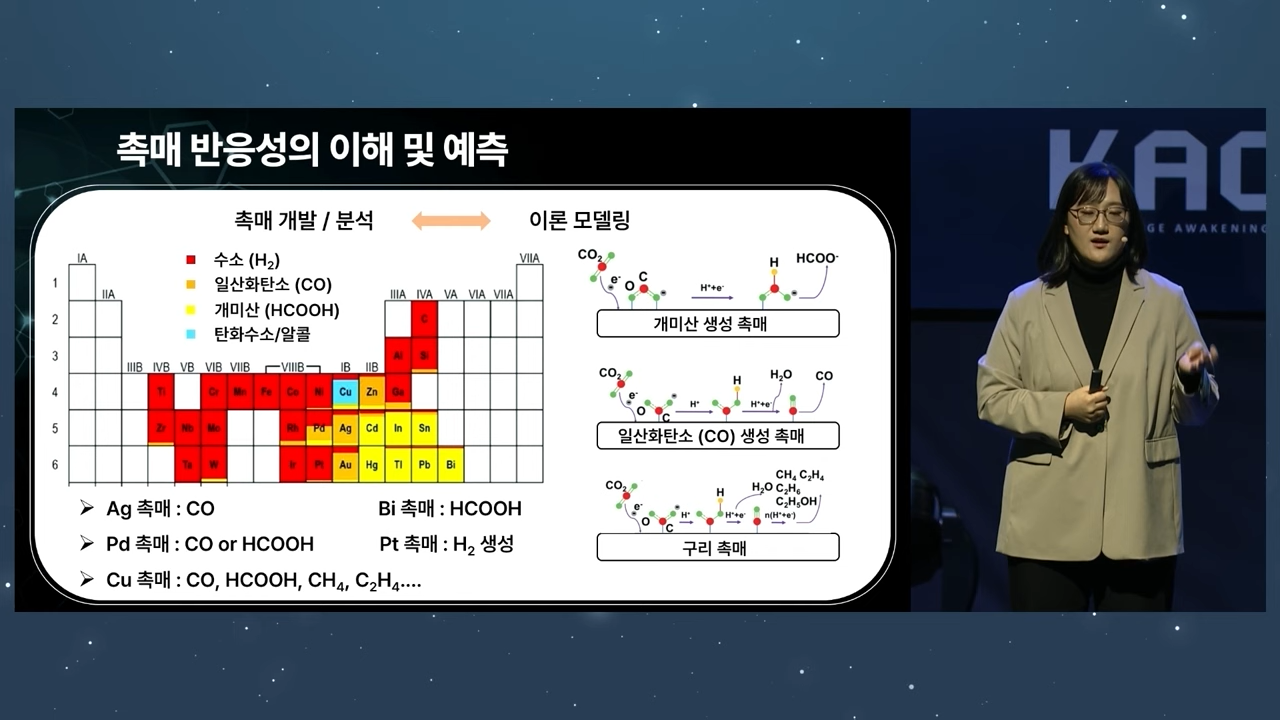 촉매 반응성의 이해 및 예측
KAO
GE AWAKENING
촉매 개발 / 분석
이론 모델링
수소 (H2)
일산화탄소 (CO)
개미산 (HCOOH)
탄화수소/알콜
IA
IIA
IIIB IVB VB VIB VIIB VIIIB IB IIB
IIIA IVA VA VIA VIIA
VIIA
1
2 C
3 Al Si
4 Ti Cr Mn Fe Co Ni Cu Zn Ga
5 Zr Nb Mo Rh Pd Ag Cd In Sn
6 Ta W Ir Pt Au Hg Tl Pb Bi
CO2 e- O C H+e- H HCOO-
개미산 생성 촉매
CO2 e- O C H+ H H+e- H2O CO
일산화탄소 (CO) 생성 촉매
CO2 e- O C H+ H H+e- H2O n(H+e-) CH4 C2H4
C2H6
C2H5OH
구리 촉매
➢ Ag 촉매 : CO
Bi 촉매 : HCOOH
➢ Pd 촉매 : CO or HCOOH
Pt 촉매 : H2 생성
➢ Cu 촉매 : CO, HCOOH, CH4, C2H4....